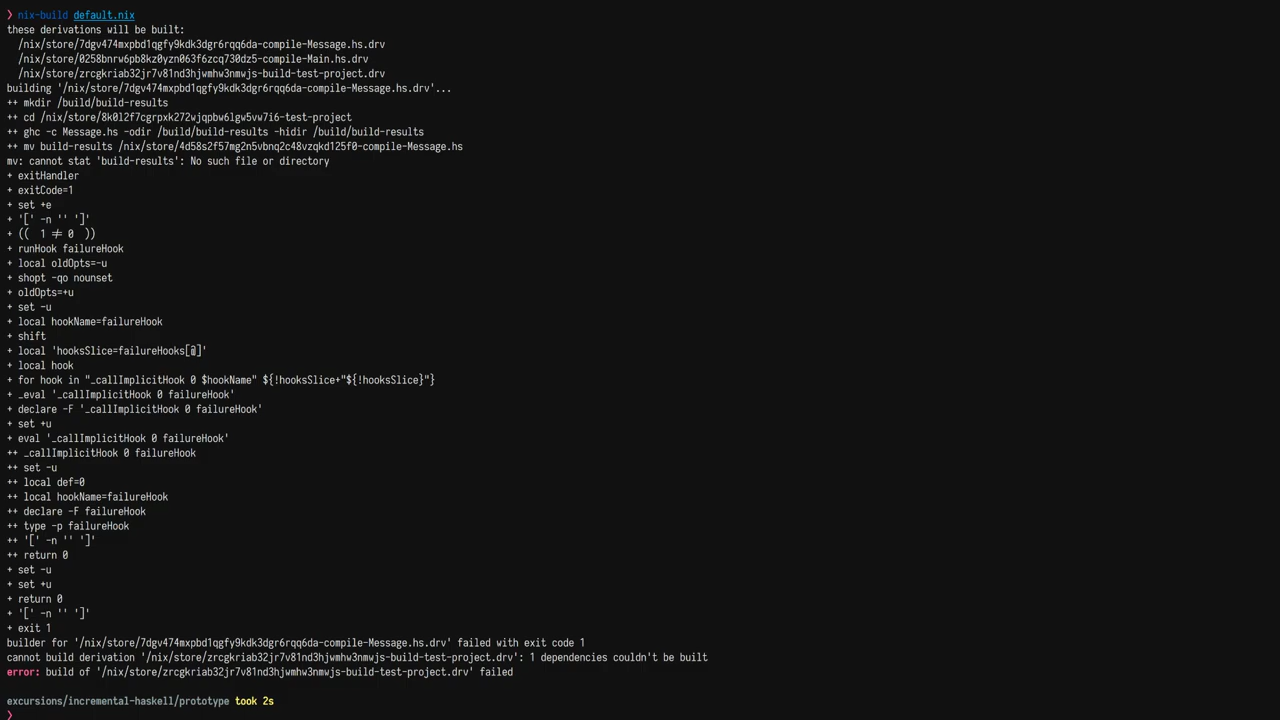 ❯ nix-build default.nix
these derivations will be built:
  /nix/store/7dgv474mxpbd1qgfy9kdk3dgr6rqq6da-compile-Message.hs.drv
  /nix/store/0258bnrw6pb8kz0yzn063f6zcq730dz5-compile-Main.hs.drv
  /nix/store/zrcgkriab32jr7v81nd3hjwmhw3nmwjs-build-test-project.drv
building '/nix/store/7dgv474mxpbd1qgfy9kdk3dgr6rqq6da-compile-Message.hs.drv'...
++ mkdir /build/build-results
++ cd /nix/store/8k0l2f7cgrpxk272wjqpbw6lgw5vw7i6-test-project
++ ghc -c Message.hs -odir /build/build-results -hidir /build/build-results
++ mv build-results /nix/store/4d58s2f57mg2n5vbnq2c48vzqkd125f0-compile-Message.hs
mv: cannot stat 'build-results': No such file or directory
+ exitHandler
+ exitCode=1
+ set +e
+ '[' -n '' ']'
+ (( 1 ≠ 0 ))
+ runHook failureHook
+ local oldOpts=-u
+ shopt -qo nounset
+ oldOpts=+u
+ set -u
+ local hookName=failureHook
+ shift
+ local 'hooksSlice=failureHooks[@]'
+ local hook
+ for hook in "_callImplicitHook 0 $hookName" ${!hooksSlice+"${!hooksSlice}"}
+ _eval '_callImplicitHook 0 failureHook'
+ declare -F '_callImplicitHook 0 failureHook'
+ set +u
+ eval '_callImplicitHook 0 failureHook'
++ _callImplicitHook 0 failureHook
++ set -u
++ local def=0
++ local hookName=failureHook
++ declare -F failureHook
++ type -p failureHook
++ '[' -n '' ']'
++ return 0
+ set -u
+ set +u
+ return 0
+ '[' -n '' ']'
+ exit 1
builder for '/nix/store/7dgv474mxpbd1qgfy9kdk3dgr6rqq6da-compile-Message.hs.drv' failed with exit code 1
cannot build derivation '/nix/store/zrcgkriab32jr7v81nd3hjwmhw3nmwjs-build-test-project.drv': 1 dependencies couldn't be built
error: build of '/nix/store/zrcgkriab32jr7v81nd3hjwmhw3nmwjs-build-test-project.drv' failed
excursions/incremental-haskell/prototype took 2s
❯